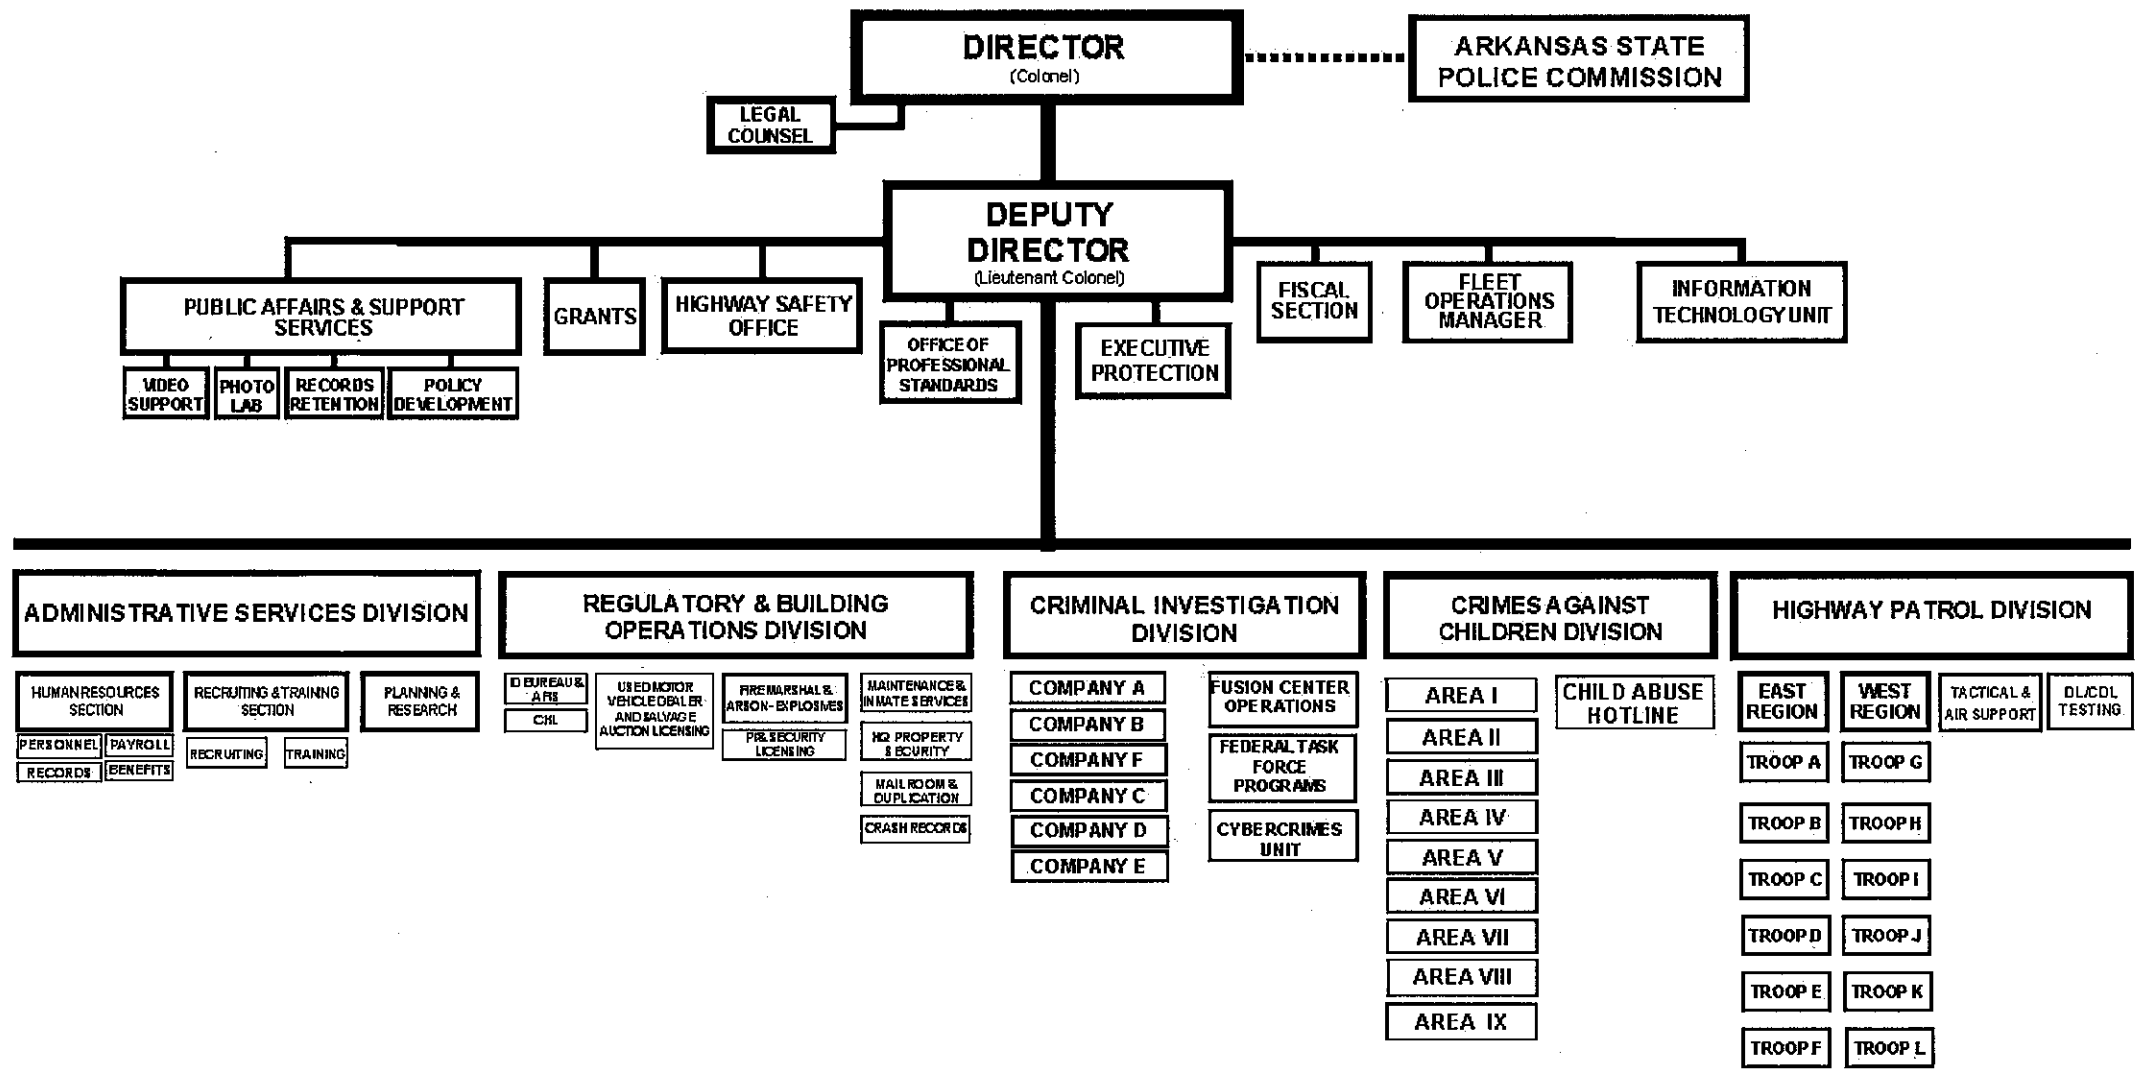 DIRECTOR
(Colonel)
ARKANSAS STATE
POLICE COMMISSION
LEGAL
COUNSEL
DEPUTY
DIRECTOR
(Lieutenant Colonel)
PUBLIC AFFAIRS & SUPPORT
SERVICES
GRANTS
HIGHWAY SAFETY
OFFICE
FISCAL
SECTION
FLEET
OPERATIONS
MANAGER
INFORMATION
TECHNOLOGY UNIT
OFFICE OF
PROFESSIONAL
STANDARDS
EXECUTIVE
PROTECTION
VIDEO
SUPPORT
PHOTO
LAB
RECORDS
RETENTION
POLICY
DEVELOPMENT
ADMINISTRATIVE SERVICES DIVISION
HUMAN RESOURCES
SECTION
PERSONNEL
PAYROLL
RECORDS
BENEFITS
RECRUITING & TRAINING
SECTION
RECRUITING
TRAINING
PLANNING &
RESEARCH
REGULATORY & BUILDING
OPERATIONS DIVISION
ID BUREAU &
AFIS
CHL
USED MOTOR
VEHICLE DEALER
AND SALVAGE
AUCTION LICENSING
FIRE MARSHAL &
ARSON - EXPLOSIVES
PI & SECURITY
LICENSING
MAINTENANCE &
INMATE SERVICES
HQ PROPERTY
SECURITY
MAIL ROOM &
DUPLICATION
CRASH RECORDS
CRIMINAL INVESTIGATION
DIVISION
COMPANY A
COMPANY B
COMPANY F
COMPANY C
COMPANY D
COMPANY E
FUSION CENTER
OPERATIONS
FEDERAL TASK
FORCE
PROGRAMS
CYBERCRIMES
UNIT
CRIMES AGAINST
CHILDREN DIVISION
AREA I
AREA II
AREA III
AREA IV
AREA V
AREA VI
AREA VII
AREA VIII
AREA IX
CHILD ABUSE
HOTLINE
HIGHWAY PATROL DIVISION
EAST
REGION
TROOP A
TROOP B
TROOP C
TROOP D
TROOP E
TROOP F
WEST
REGION
TROOP G
TROOP H
TROOP I
TROOP J
TROOP K
TROOP L
TACTICAL &
AIR SUPPORT
DL/CDL
TESTING